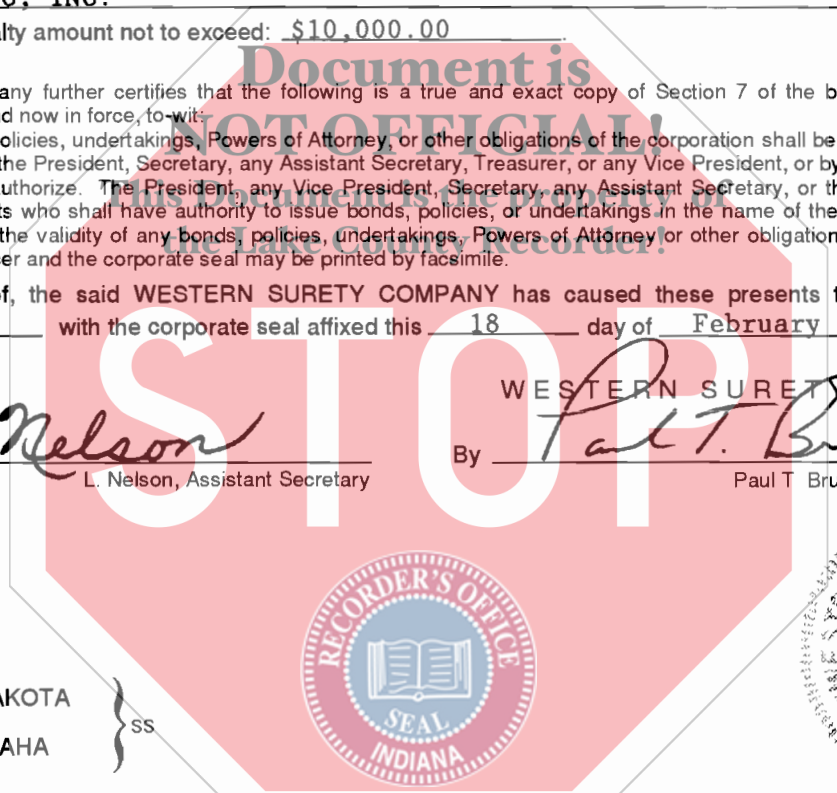 G, INC.
lty amount not to exceed: $10,000.00
Document is
any further certifies that the following is a true and exact copy of Section 7 of the b
d now in force, to-wit:
NOT OFFICIAL!
olicies, undertakings, Powers of Attorney, or other obligations of the corporation shall be
the President, Secretary, any Assistant Secretary, Treasurer, or any Vice President, or by
uthorize. The President, any Vice President, Secretary, any Assistant Secretary, or th
This Document is the property of
ts who shall have authority to issue bonds, policies, or undertakings in the name of the
the validity of any bonds, policies, undertakings, Powers of Attorney or other obligation
the Lake County Recorder!
er and the corporate seal may be printed by facsimile.
f, the said WESTERN SURETY COMPANY has caused these presents t
with the corporate seal affixed this 18 day of February
STOP
WESTERN SURETY
Nelson
By Paul T. Bru
L. Nelson, Assistant Secretary
Paul T Bru
RECORDER'S OFFICE
SEAL
INDIANA
AKOTA
SS
AHA